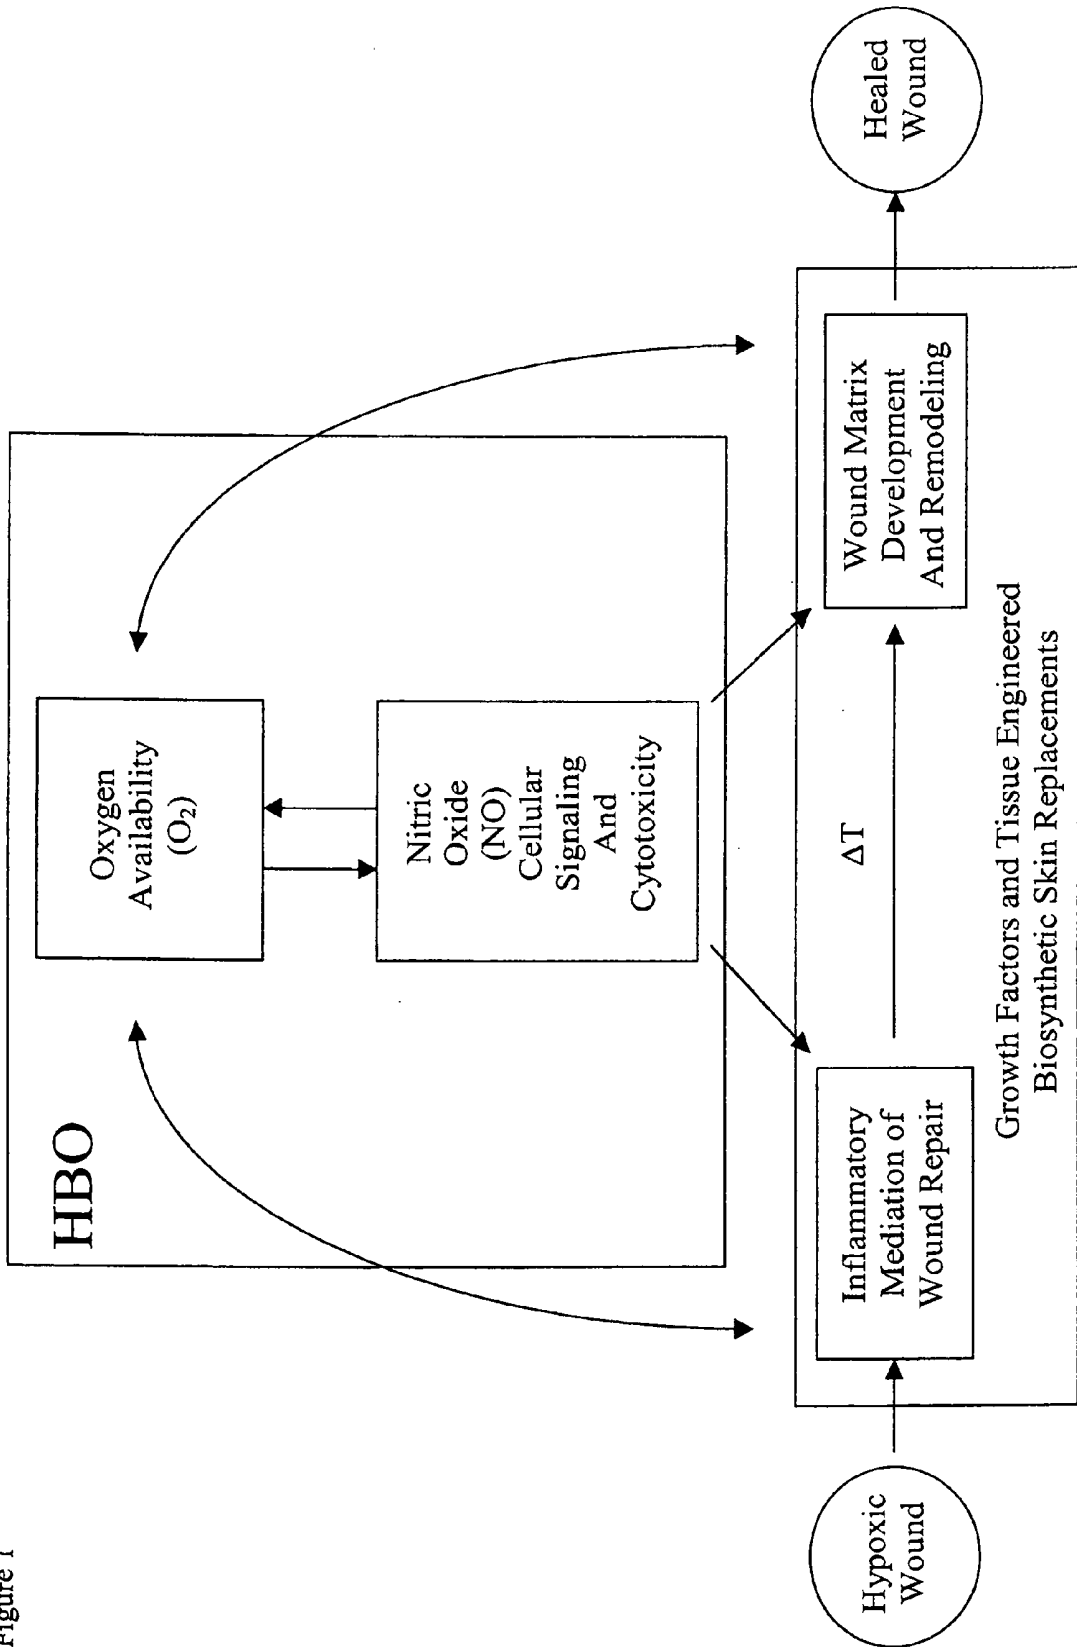 Figure 1
HBO
Oxygen
Availability
(O₂)
Nitric
Oxide
(NO)
Cellular
Signaling
And
Cytotoxicity
Hypoxic
Wound
Inflammatory
Mediation of
Wound Repair
ΔT
Wound Matrix
Development
And Remodeling
Healed
Wound
Growth Factors and Tissue Engineered
Biosynthetic Skin Replacements